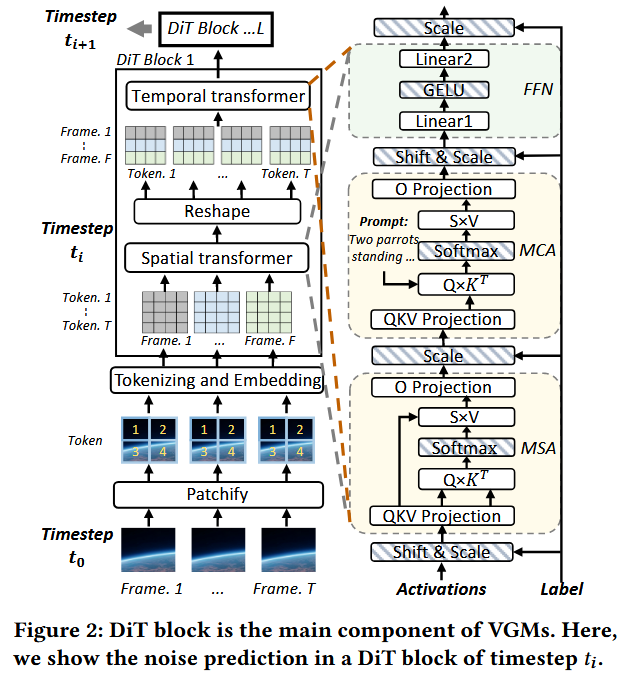 Timestep
t_{i+1}
DiT Block ...L
DiT Block 1
Temporal transformer
Frame. 1
Frame. F
Token. 1
...
Token. T
Reshape
Timestep
t_i
Spatial transformer
Token. 1
Token. T
Frame. 1
...
Frame. F
Tokenizing and Embedding
Token
1 2
3 4
1 2
3 4
1 2
3 4
Patchify
Timestep
t_0
Frame. 1
...
Frame. T
Scale
Linear2
GELU
Linear1
FFN
Shift & Scale
O Projection
Prompt:
Two parrots
standing ...
S×V
Softmax
MCA
Q×K^T
QKV Projection
Scale
O Projection
S×V
Softmax
MSA
Q×K^T
QKV Projection
Shift & Scale
Activations
Label
Figure 2: DiT block is the main component of VGMs. Here,
we show the noise prediction in a DiT block of timestep t_i.